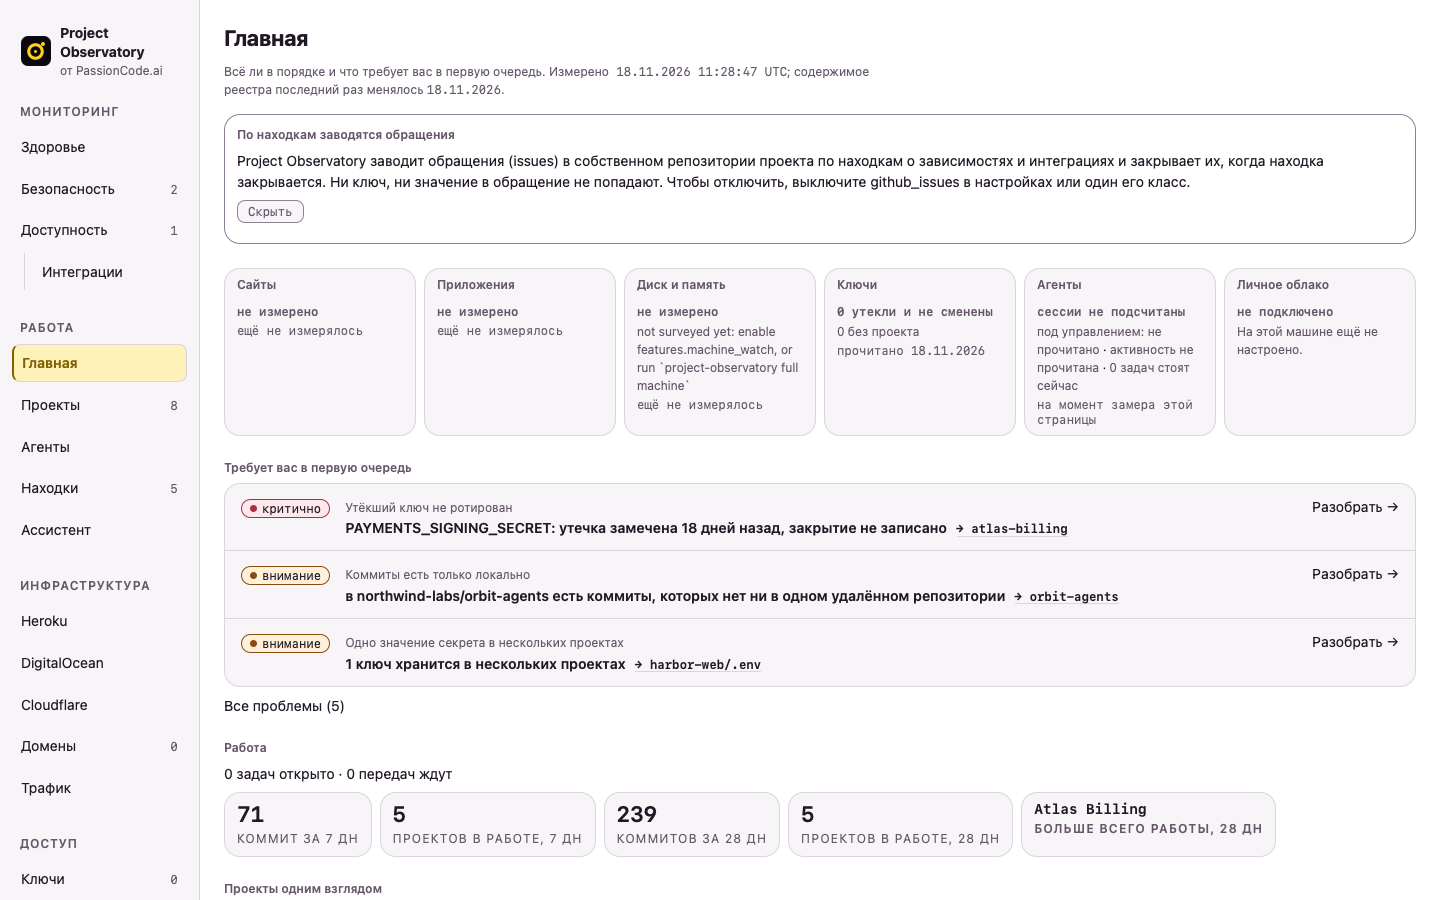 Project
Observatory
от PassionCode.ai
МОНИТОРИНГ
Здоровье
Безопасность 2
Доступность 1
Интеграции
РАБОТА
Главная
Проекты 8
Агенты
Находки 5
Ассистент
ИНФРАСТРУКТУРА
Heroku
DigitalOcean
Cloudflare
Домены 0
Трафик
ДОСТУП
Ключи 0
Главная
Всё ли в порядке и что требует вас в первую очередь. Измерено 18.11.2026 11:28:47 UTC; содержимое
реестра последний раз менялось 18.11.2026.
По находкам заводятся обращения
Project Observatory заводит обращения (issues) в собственном репозитории проекта по находкам о зависимостях и интеграциях и закрывает их, когда находка
закрывается. Ни ключ, ни значение в обращение не попадают. Чтобы отключить, выключите github_issues в настройках или один его класс.
Скрыть
Сайты
не измерено
ещё не измерялось
Приложения
не измерено
ещё не измерялось
Диск и память
не измерено
not surveyed yet: enable
features.machine_watch, or
run `project-observatory full
machine`
ещё не измерялось
Ключи
0 утекли и не сменены
0 без проекта
прочитано 18.11.2026
Агенты
сессии не подсчитаны
под управлением: не
прочитано · активность не
прочитана · 0 задач стоят
сейчас
на момент замера этой
страницы
Личное облако
не подключено
На этой машине ещё не
настроено.
Требует вас в первую очередь
критично Утёкший ключ не ротирован Разобрать →
PAYMENTS_SIGNING_SECRET: утечка замечена 18 дней назад, закрытие не записано → atlas-billing
внимание Коммиты есть только локально Разобрать →
в northwind-labs/orbit-agents есть коммиты, которых нет ни в одном удалённом репозитории → orbit-agents
внимание Одно значение секрета в нескольких проектах Разобрать →
1 ключ хранится в нескольких проектах → harbor-web/.env
Все проблемы (5)
Работа
0 задач открыто · 0 передач ждут
71
КОММИТ ЗА 7 ДН
5
ПРОЕКТОВ В РАБОТЕ, 7 ДН
239
КОММИТОВ ЗА 28 ДН
5
ПРОЕКТОВ В РАБОТЕ, 28 ДН
Atlas Billing
БОЛЬШЕ ВСЕГО РАБОТЫ, 28 ДН
Проекты одним взглядом